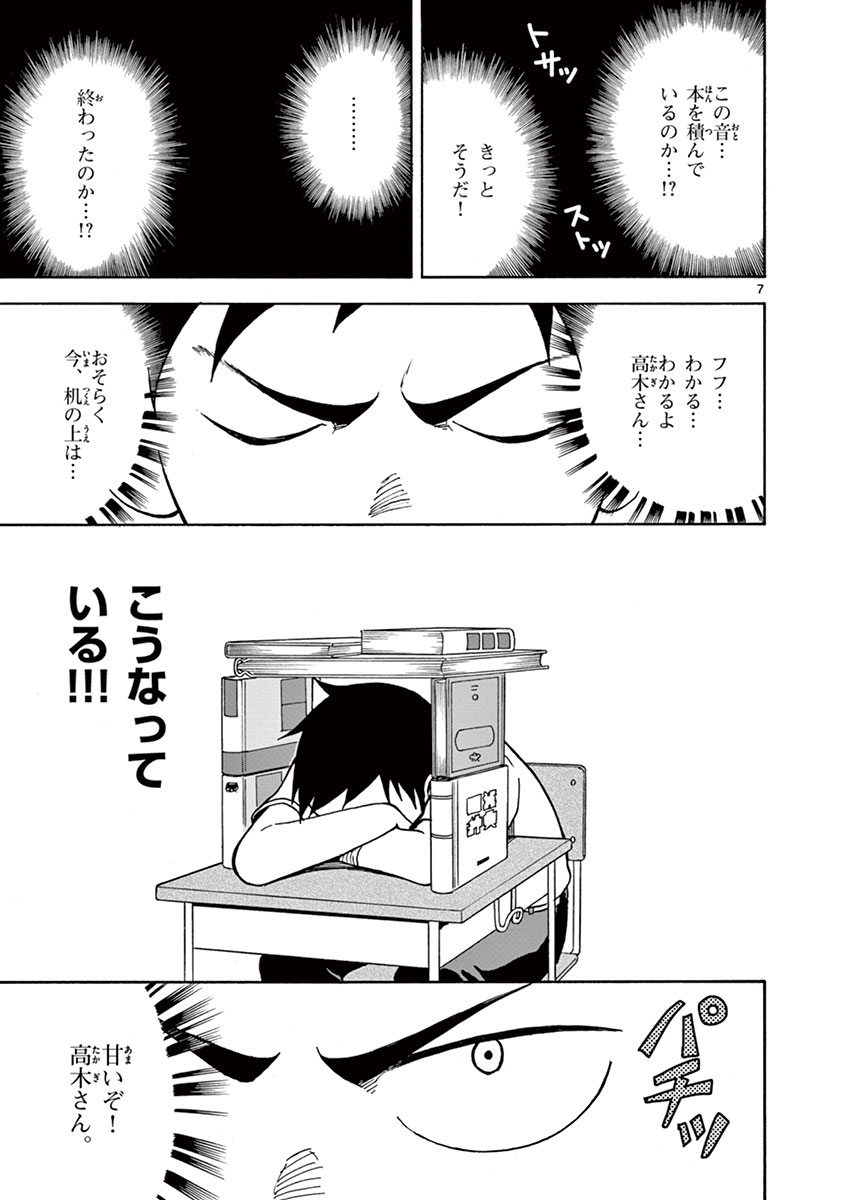 トサッ
この音…
本を積んで
いるのか…!?
きっと
そうだ!
ストッ
………
終わったのか…!?
7
フフ…
わかる…
わかるよ
高木さん…
おそらく
今、机の上は…
こうなって
いる!!!
パチッ
甘いぞ!
高木さん。